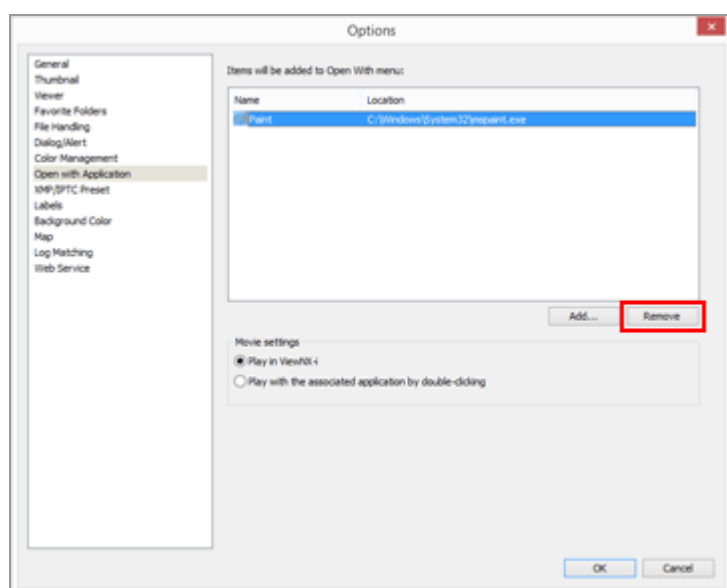 Options
General
Thumbnail
Viewer
Favorite Folders
File Handling
Dialog/Alert
Color Management
Open with Application
XMP/IPTC Preset
Labels
Background Color
Map
Log Matching
Web Service
Items will be added to Open With menu:
Name Location
Paint C:\Windows\System32\mspaint.exe
Add... Remove
Movie settings
Play in ViewNX-i
Play with the associated application by double-clicking
OK Cancel